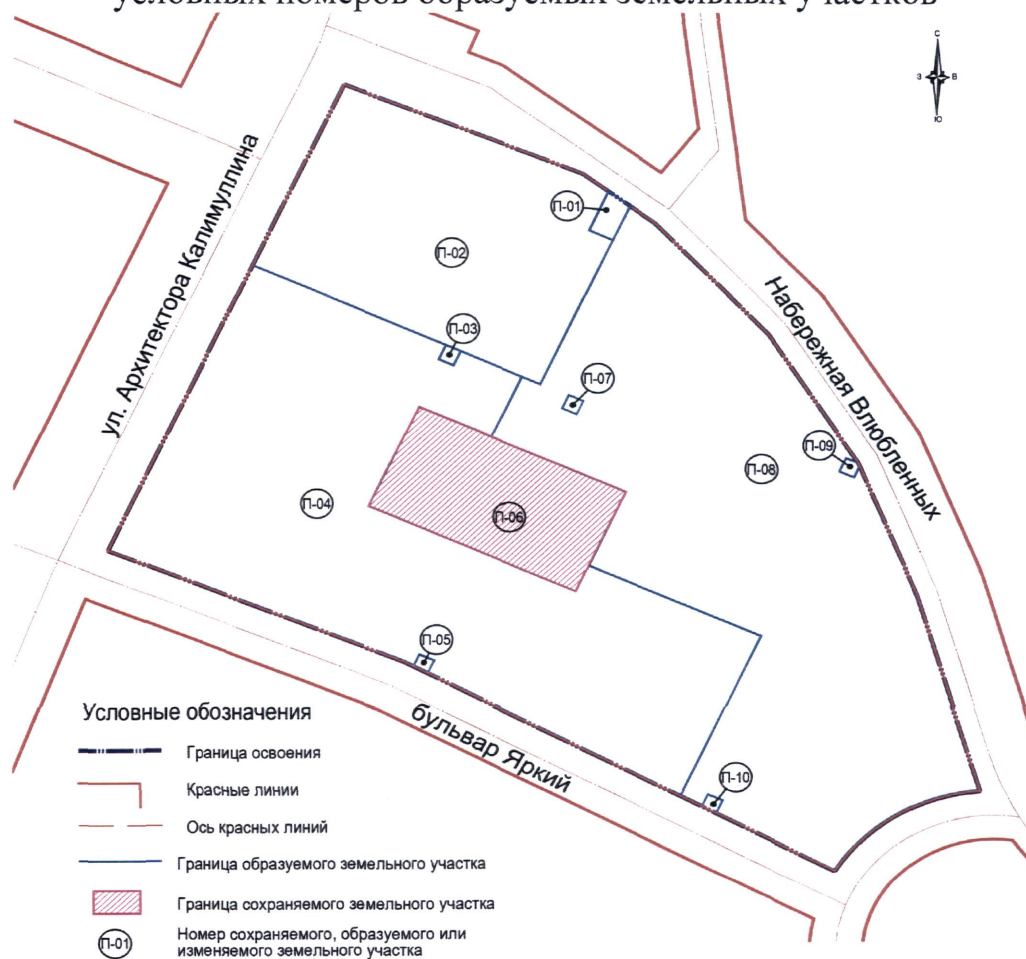 условных номеров образуемых земельных участков
С
З
В
Ю
ул. Архитектора Калимуллина
П-01
П-02
Набережная Влюбленных
П-03
П-07
П-09
П-08
П-04
П-06
П-05
бульвар Яркий
П-10
Условные обозначения
Граница освоения
Красные линии
Ось красных линий
Граница образуемого земельного участка
Граница сохраняемого земельного участка
П-01
Номер сохраняемого, образуемого или
изменяемого земельного участка